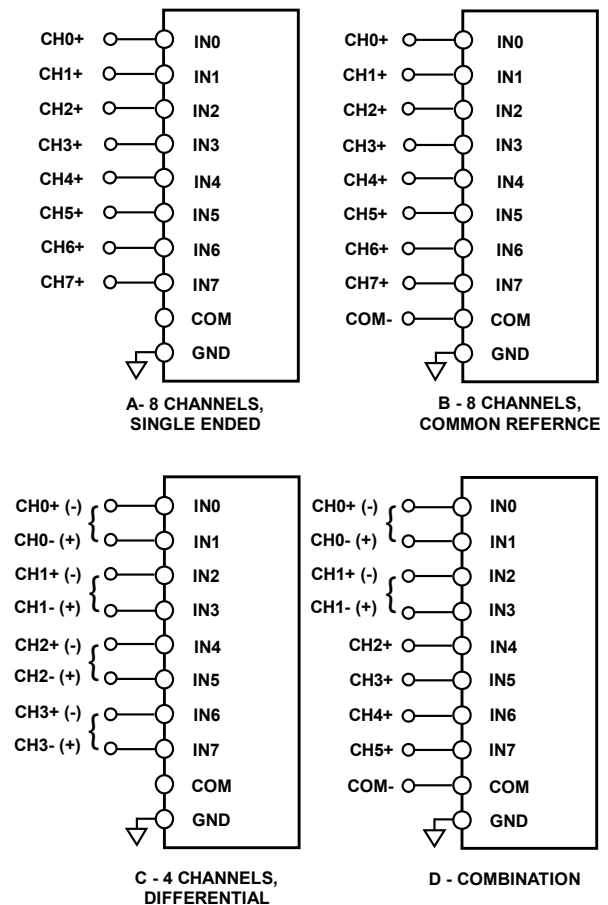 CH0+ IN0
CH1+ IN1
CH2+ IN2
CH3+ IN3
CH4+ IN4
CH5+ IN5
CH6+ IN6
CH7+ IN7
COM
GND
A- 8 CHANNELS,
SINGLE ENDED
CH0+ IN0
CH1+ IN1
CH2+ IN2
CH3+ IN3
CH4+ IN4
CH5+ IN5
CH6+ IN6
CH7+ IN7
COM- COM
GND
B - 8 CHANNELS,
COMMON REFERNCE
CH0+ (-) IN0
CH0- (+) IN1
CH1+ (-) IN2
CH1- (+) IN3
CH2+ (-) IN4
CH2- (+) IN5
CH3+ (-) IN6
CH3- (+) IN7
COM
GND
C - 4 CHANNELS,
DIFFERENTIAL
CH0+ (-) IN0
CH0- (+) IN1
CH1+ (-) IN2
CH1- (+) IN3
CH2+ IN4
CH3+ IN5
CH4+ IN6
CH5+ IN7
COM- COM
GND
D - COMBINATION